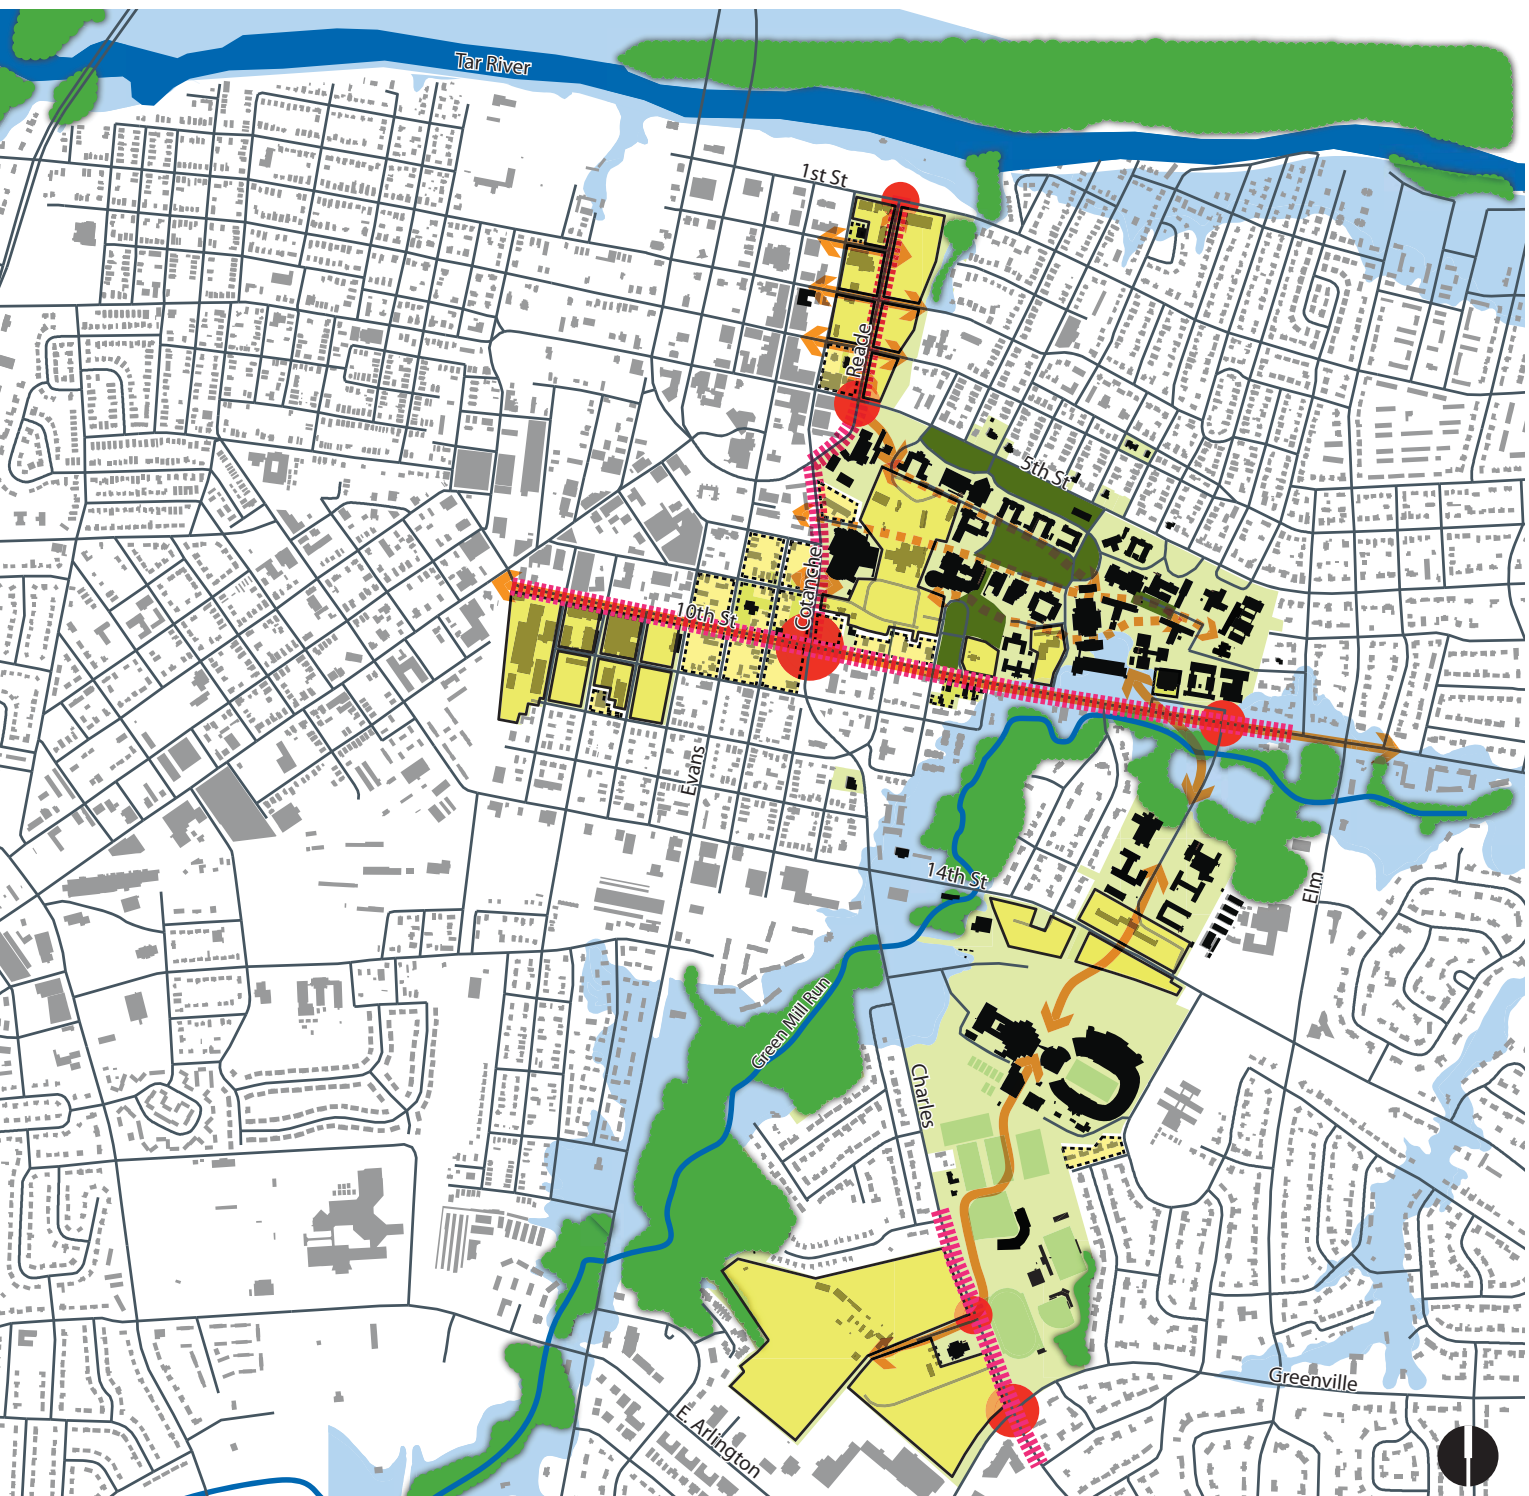 Tar River
1st St
Reade
5th St
Cotanche
10th St
Evans
14th St
Elm
Green Mill Run
Charles
Greenville
E. Arlington